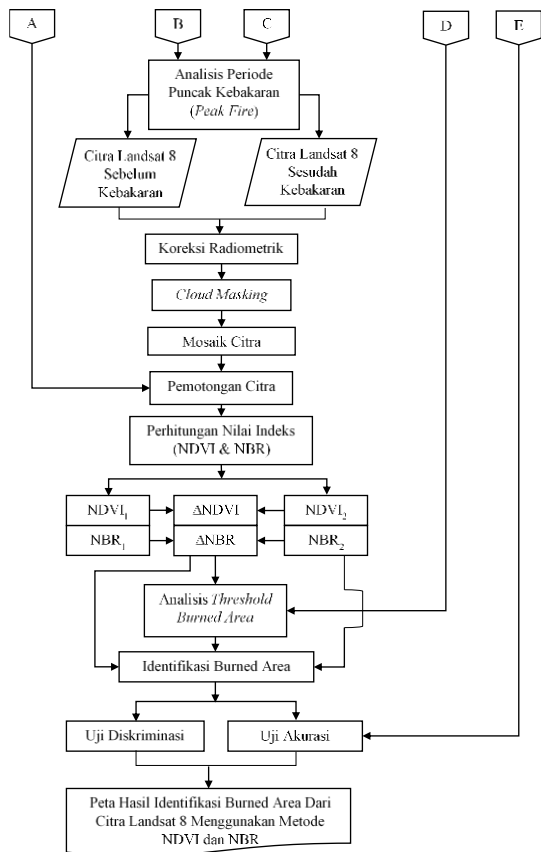 A
B
C
D
E
Analisis Periode
Puncak Kebakaran
(Peak Fire)
Citra Landsat 8
Sebelum
Kebakaran
Citra Landsat 8
Sesudah
Kebakaran
Koreksi Radiometrik
Cloud Masking
Mosaik Citra
Pemotongan Citra
Perhitungan Nilai Indeks
(NDVI & NBR)
NDVI₁
ΔNDVI
NDVI₂
NBR₁
ΔNBR
NBR₂
Analisis Threshold
Burned Area
Identifikasi Burned Area
Uji Diskriminasi
Uji Akurasi
Peta Hasil Identifikasi Burned Area Dari
Citra Landsat 8 Menggunakan Metode
NDVI dan NBR